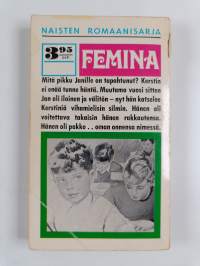 NAISTEN ROMAANISARJA
3.95
FEMINA
Mitä pikku Janille on tapahtunut? Kerstin
ei enää tunne häntä. Muutama vuosi sitten
Jan oli iloinen ja välitön – nyt hän katselee
Kerstiniä vihamielisin silmin. Hänen oli
voitettava takaisin hänen rakkautensa.
Hänen oli pakko .. oman onnensa nimessä.